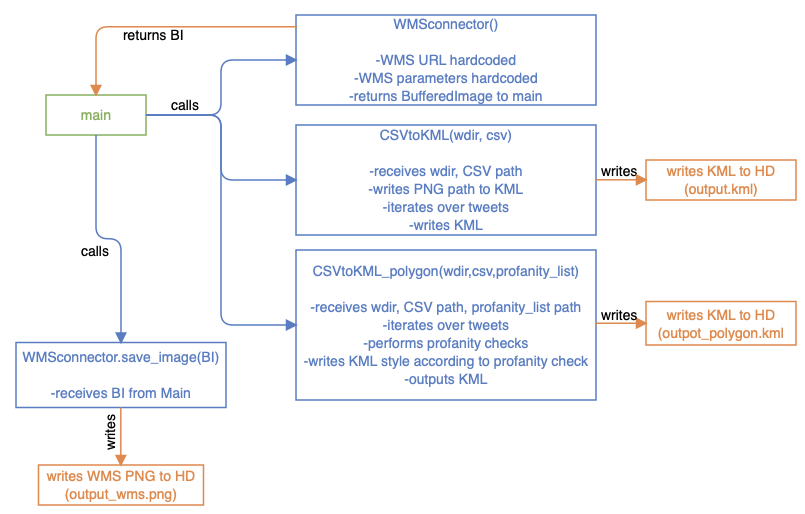 returns BI
WMSconnector()
-WMS URL hardcoded
-WMS parameters hardcoded
-returns BufferedImage to main
main
calls
CSVtoKML(wdir, csv)
-receives wdir, CSV path
-writes PNG path to KML
-iterates over tweets
-writes KML
writes
writes KML to HD
(output.kml)
calls
CSVtoKML_polygon(wdir,csv,profanity_list)
-receives wdir, CSV path, profanity_list path
-iterates over tweets
-performs profanity checks
-writes KML style according to profanity check
-outputs KML
writes
writes KML to HD
(outpot_polygon.kml
WMSconnector.save_image(BI)
-receives BI from Main
writes
writes WMS PNG to HD
(output_wms.png)